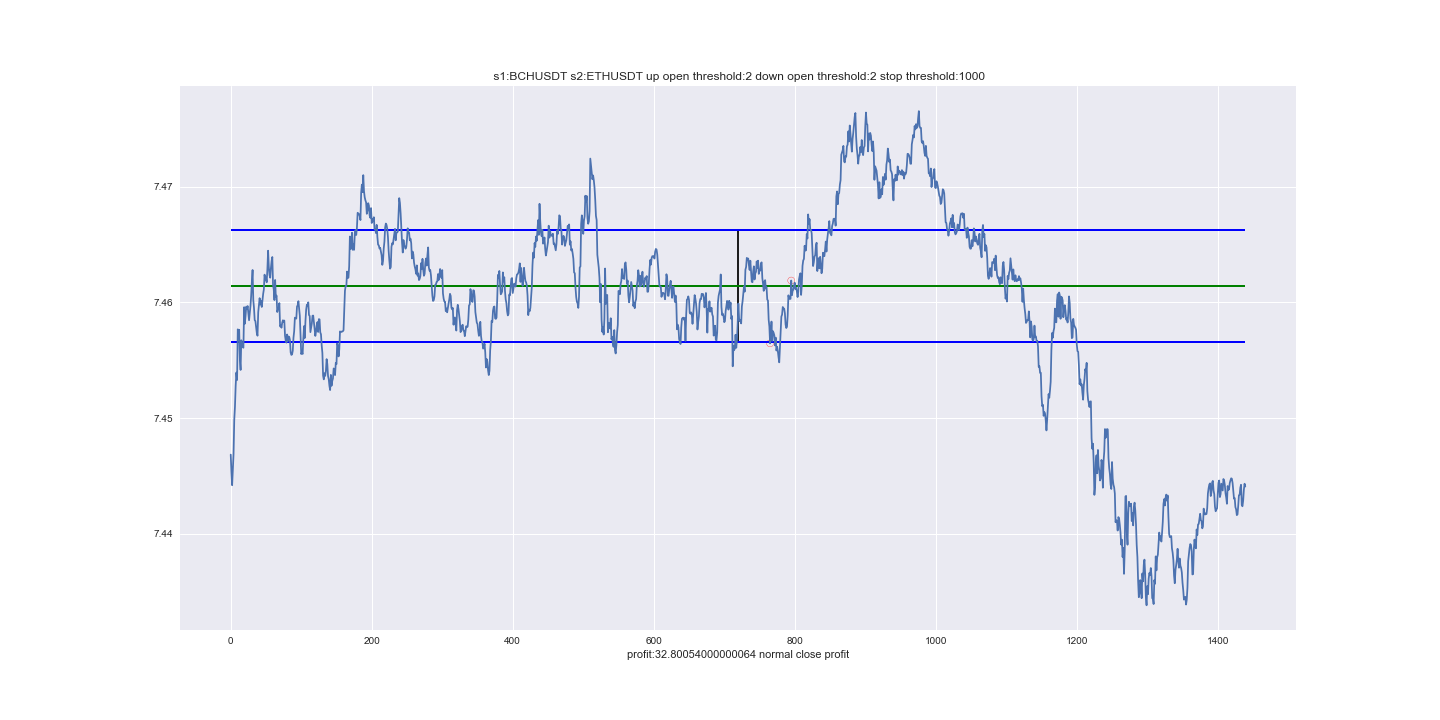 s1:BCHUSDT s2:ETHUSDT up open threshold:2 down open threshold:2 stop threshold:1000
7.47
7.46
7.45
7.44
0 200 400 600 800 1000 1200 1400
profit:32.80054000000064 normal close profit